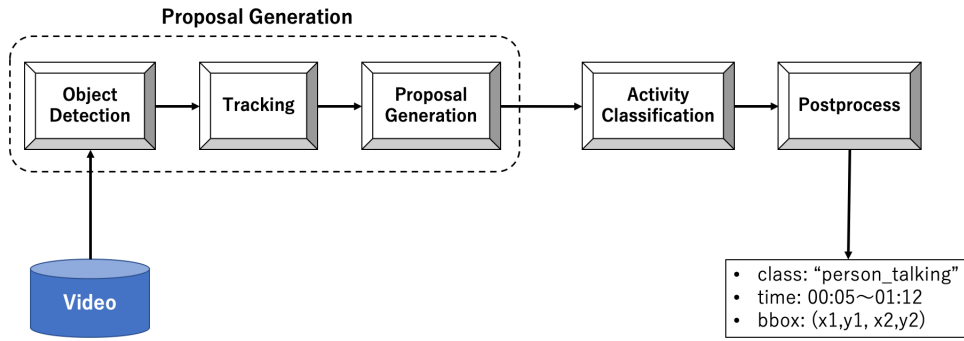 Proposal Generation
Object
Detection
Tracking
Proposal
Generation
Activity
Classification
Postprocess
Video
• class: “person_talking”
• time: 00:05～01:12
• bbox: (x1,y1, x2,y2)